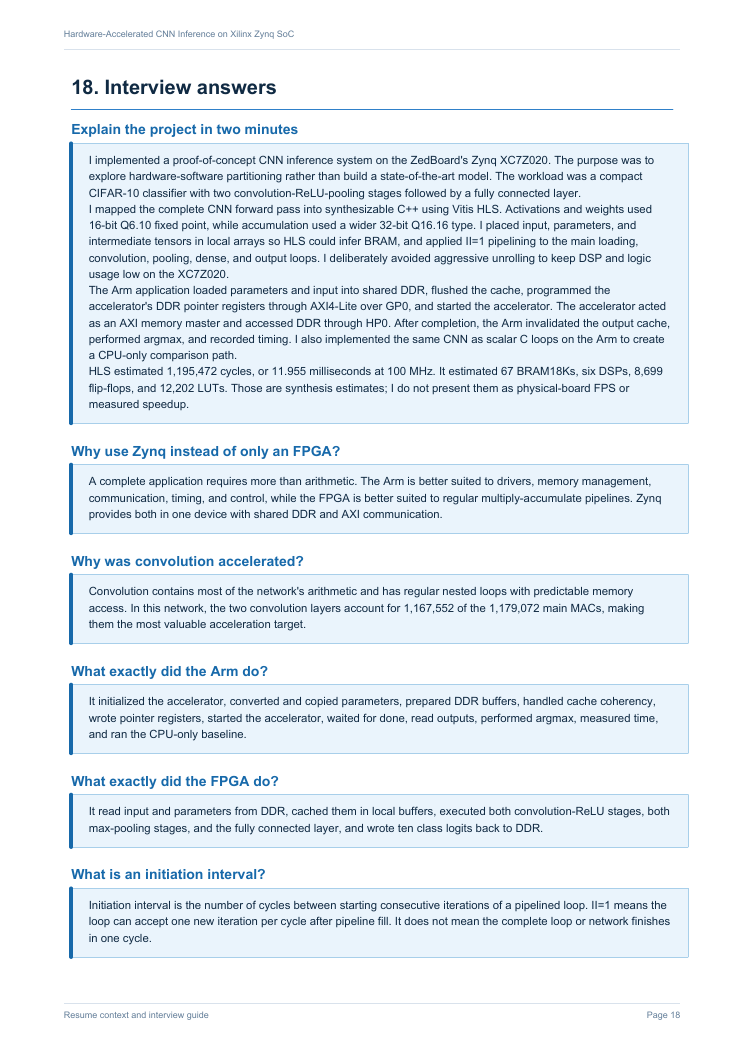 Hardware-Accelerated CNN Inference on Xilinx Zynq SoC
18. Interview answers
Explain the project in two minutes
I implemented a proof-of-concept CNN inference system on the ZedBoard's Zynq XC7Z020. The purpose was to
explore hardware-software partitioning rather than build a state-of-the-art model. The workload was a compact
CIFAR-10 classifier with two convolution-ReLU-pooling stages followed by a fully connected layer.
I mapped the complete CNN forward pass into synthesizable C++ using Vitis HLS. Activations and weights used
16-bit Q6.10 fixed point, while accumulation used a wider 32-bit Q16.16 type. I placed input, parameters, and
intermediate tensors in local arrays so HLS could infer BRAM, and applied II=1 pipelining to the main loading,
convolution, pooling, dense, and output loops. I deliberately avoided aggressive unrolling to keep DSP and logic
usage low on the XC7Z020.
The Arm application loaded parameters and input into shared DDR, flushed the cache, programmed the
accelerator's DDR pointer registers through AXI4-Lite over GP0, and started the accelerator. The accelerator acted
as an AXI memory master and accessed DDR through HP0. After completion, the Arm invalidated the output cache,
performed argmax, and recorded timing. I also implemented the same CNN as scalar C loops on the Arm to create
a CPU-only comparison path.
HLS estimated 1,195,472 cycles, or 11.955 milliseconds at 100 MHz. It estimated 67 BRAM18Ks, six DSPs, 8,699
flip-flops, and 12,202 LUTs. Those are synthesis estimates; I do not present them as physical-board FPS or
measured speedup.
Why use Zynq instead of only an FPGA?
A complete application requires more than arithmetic. The Arm is better suited to drivers, memory management,
communication, timing, and control, while the FPGA is better suited to regular multiply-accumulate pipelines. Zynq
provides both in one device with shared DDR and AXI communication.
Why was convolution accelerated?
Convolution contains most of the network's arithmetic and has regular nested loops with predictable memory
access. In this network, the two convolution layers account for 1,167,552 of the 1,179,072 main MACs, making
them the most valuable acceleration target.
What exactly did the Arm do?
It initialized the accelerator, converted and copied parameters, prepared DDR buffers, handled cache coherency,
wrote pointer registers, started the accelerator, waited for done, read outputs, performed argmax, measured time,
and ran the CPU-only baseline.
What exactly did the FPGA do?
It read input and parameters from DDR, cached them in local buffers, executed both convolution-ReLU stages, both
max-pooling stages, and the fully connected layer, and wrote ten class logits back to DDR.
What is an initiation interval?
Initiation interval is the number of cycles between starting consecutive iterations of a pipelined loop. II=1 means the
loop can accept one new iteration per cycle after pipeline fill. It does not mean the complete loop or network finishes
in one cycle.
Resume context and interview guide
Page 18